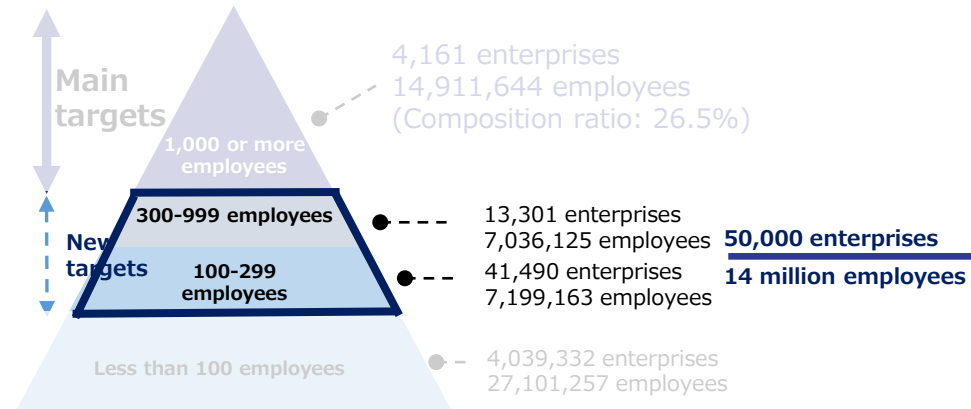 Main
targets
4,161 enterprises
14,911,644 employees
(Composition ratio: 26.5%)
1,000 or more
employees
300-999 employees
13,301 enterprises
7,036,125 employees
New
targets
100-299
employees
41,490 enterprises
7,199,163 employees
50,000 enterprises
14 million employees
Less than 100 employees
4,039,332 enterprises
27,101,257 employees